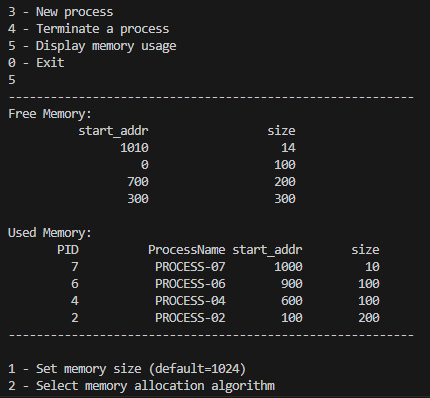 3 - New process
4 - Terminate a process
5 - Display memory usage
0 - Exit
5
----------------------------------------------------------
Free Memory:
          start_addr                 size
                1010                   14
                   0                  100
                 700                  200
                 300                  300

Used Memory:
       PID          ProcessName start_addr       size
         7           PROCESS-07       1000         10
         6           PROCESS-06        900        100
         4           PROCESS-04        600        100
         2           PROCESS-02        100        200
----------------------------------------------------------

1 - Set memory size (default=1024)
2 - Select memory allocation algorithm